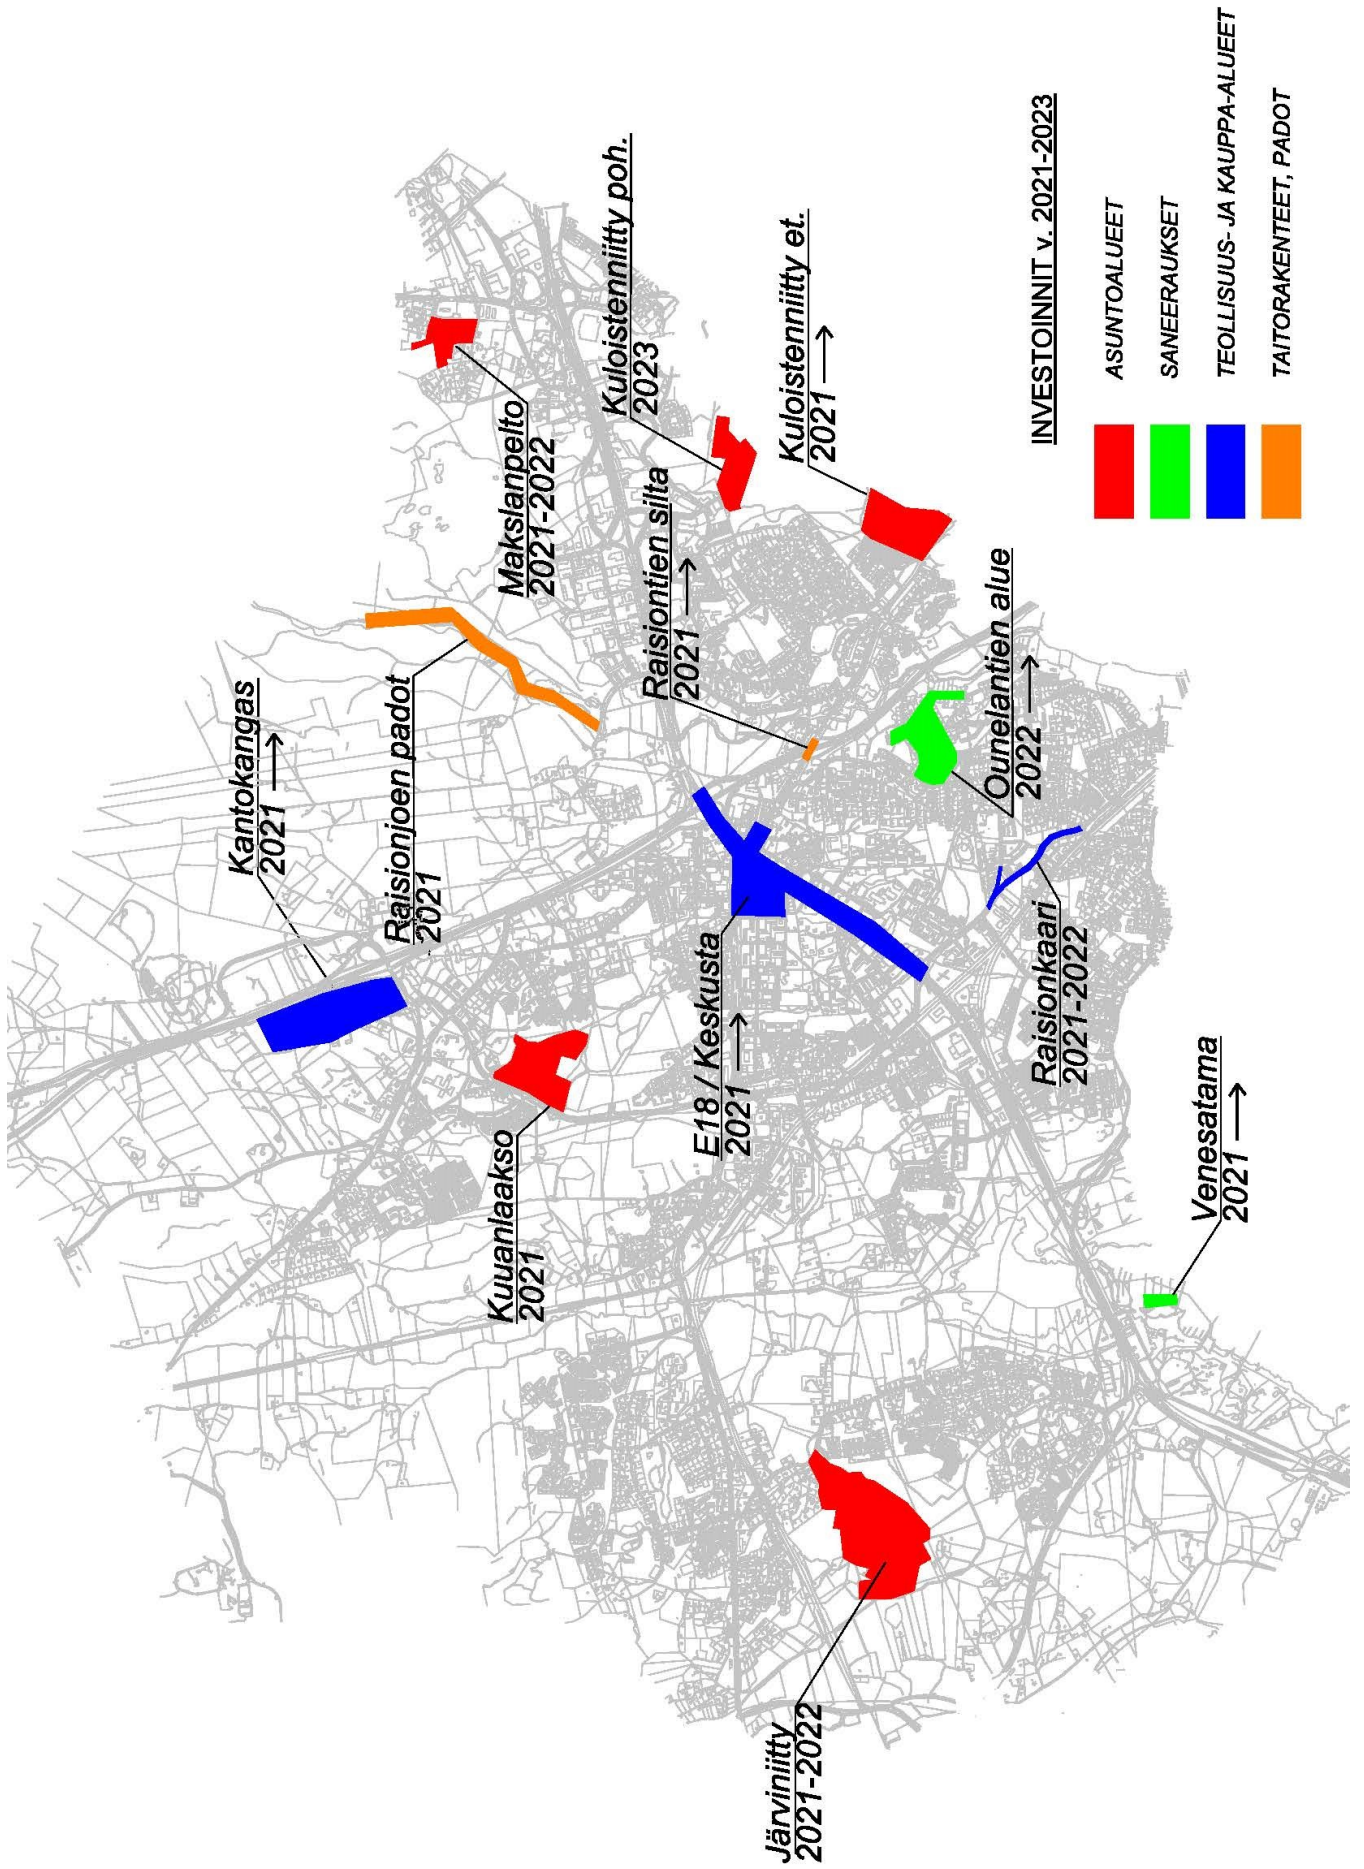 Kantokangas
2021 →
Raisionjoen padot
2021
Kuuanlaakso
2021
Makslanpelto
2021-2022
Kuloistenniitty poh.
2023
Raisiontien silta
2021 →
E18 / Keskusta
2021 →
Järviniitty
2021-2022
Kuloistenniitty et.
2021 →
Ounelantien alue
2022 →
Raisionkaari
2021-2022
Venesatama
2021 →
INVESTOINNIT v. 2021-2023
ASUNTOALUEET
SANEERAUKSET
TEOLLISUUS- JA KAUPPA-ALUEET
TAITORAKENTEET, PADOT